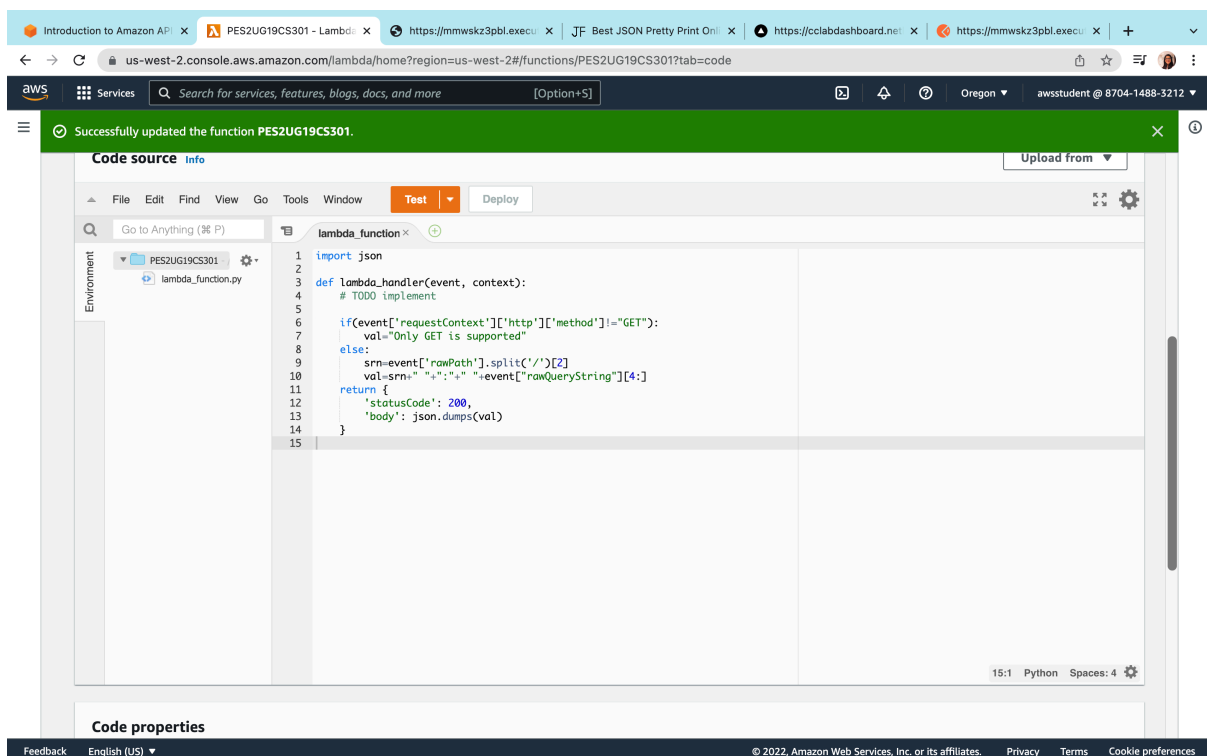 Introduction to Amazon API
PES2UG19CS301 - Lambda
https://mmwskz3pbl.execu
JF Best JSON Pretty Print Onli
https://cclabdashboard.net
https://mmwskz3pbl.execu
us-west-2.console.aws.amazon.com/lambda/home?region=us-west-2#/functions/PES2UG19CS301?tab=code
aws Services Search for services, features, blogs, docs, and more [Option+S] Oregon ▼ awsstudent @ 8704-1488-3212 ▼
Successfully updated the function PES2UG19CS301.
Code source Info Upload from ▼
File Edit Find View Go Tools Window Test Deploy
Go to Anything (⌘ P) lambda_function ×
Environment
PES2UG19CS301
lambda_function.py
1 import json
2
3 def lambda_handler(event, context):
4     # TODO implement
5
6     if(event['requestContext']['http']['method']!="GET"):
7         val="Only GET is supported"
8     else:
9         srn=event['rawPath'].split('/')[2]
10         val=srn+" "+":"+" "+event["rawQueryString"][4:]
11     return {
12         'statusCode': 200,
13         'body': json.dumps(val)
14     }
15
15:1 Python Spaces: 4
Code properties
Feedback English (US) ▼ © 2022, Amazon Web Services, Inc. or its affiliates. Privacy Terms Cookie preferences